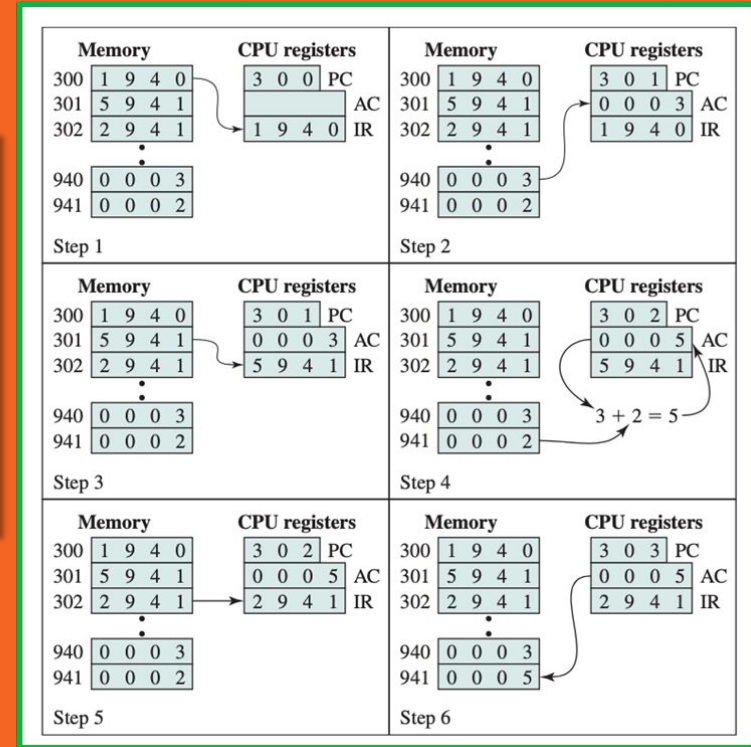 Memory CPU registers
300 1 9 4 0 3 0 0 PC
301 5 9 4 1 AC
302 2 9 4 1 1 9 4 0 IR
940 0 0 0 3
941 0 0 0 2
Step 1
Memory CPU registers
300 1 9 4 0 3 0 1 PC
301 5 9 4 1 0 0 0 3 AC
302 2 9 4 1 1 9 4 0 IR
940 0 0 0 3
941 0 0 0 2
Step 2
Memory CPU registers
300 1 9 4 0 3 0 1 PC
301 5 9 4 1 0 0 0 3 AC
302 2 9 4 1 5 9 4 1 IR
940 0 0 0 3
941 0 0 0 2
Step 3
Memory CPU registers
300 1 9 4 0 3 0 2 PC
301 5 9 4 1 0 0 0 5 AC
302 2 9 4 1 5 9 4 1 IR
940 0 0 0 3 3 + 2 = 5
941 0 0 0 2
Step 4
Memory CPU registers
300 1 9 4 0 3 0 2 PC
301 5 9 4 1 0 0 0 5 AC
302 2 9 4 1 2 9 4 1 IR
940 0 0 0 3
941 0 0 0 2
Step 5
Memory CPU registers
300 1 9 4 0 3 0 3 PC
301 5 9 4 1 0 0 0 5 AC
302 2 9 4 1 2 9 4 1 IR
940 0 0 0 3
941 0 0 0 5
Step 6